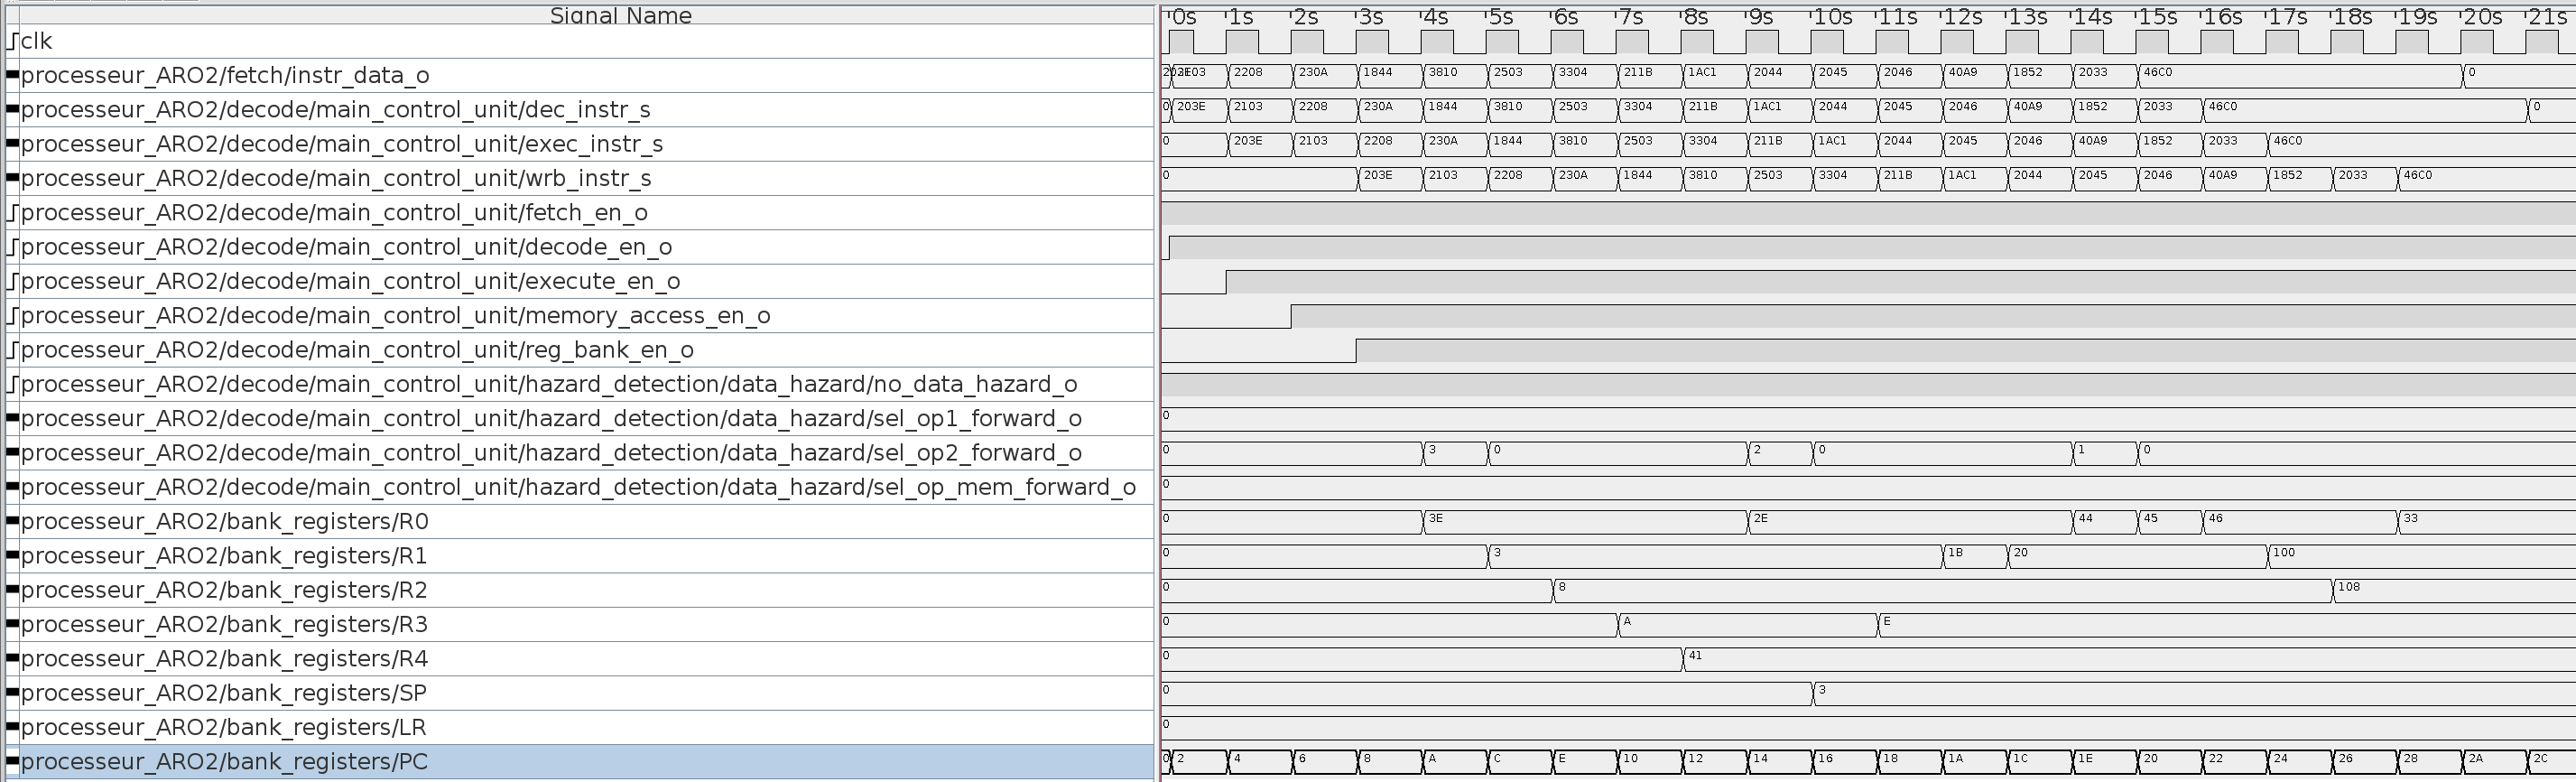 Signal Name 0s 1s 2s 3s 4s 5s 6s 7s 8s 9s 10s 11s 12s 13s 14s 15s 16s 17s 18s 19s 20s 21s
clk
processeur_ARO2/fetch/instr_data_o 2103 2208 230A 1844 3810 2503 3304 211B 1AC1 2044 2045 2046 40A9 1852 2033 46C0 0
processeur_ARO2/decode/main_control_unit/dec_instr_s 0 203E 2103 2208 230A 1844 3810 2503 3304 211B 1AC1 2044 2045 2046 40A9 1852 2033 46C0 0
processeur_ARO2/decode/main_control_unit/exec_instr_s 0 203E 2103 2208 230A 1844 3810 2503 3304 211B 1AC1 2044 2045 2046 40A9 1852 2033 46C0
processeur_ARO2/decode/main_control_unit/wrb_instr_s 0 203E 2103 2208 230A 1844 3810 2503 3304 211B 1AC1 2044 2045 2046 40A9 1852 2033 46C0
processeur_ARO2/decode/main_control_unit/fetch_en_o
processeur_ARO2/decode/main_control_unit/decode_en_o
processeur_ARO2/decode/main_control_unit/execute_en_o
processeur_ARO2/decode/main_control_unit/memory_access_en_o
processeur_ARO2/decode/main_control_unit/reg_bank_en_o
processeur_ARO2/decode/main_control_unit/hazard_detection/data_hazard/no_data_hazard_o
processeur_ARO2/decode/main_control_unit/hazard_detection/data_hazard/sel_op1_forward_o 0
processeur_ARO2/decode/main_control_unit/hazard_detection/data_hazard/sel_op2_forward_o 0 3 0 2 0 1 0
processeur_ARO2/decode/main_control_unit/hazard_detection/data_hazard/sel_op_mem_forward_o 0
processeur_ARO2/bank_registers/R0 0 3E 2E 44 45 46 33
processeur_ARO2/bank_registers/R1 0 3 1B 20 100
processeur_ARO2/bank_registers/R2 0 8 108
processeur_ARO2/bank_registers/R3 0 A E
processeur_ARO2/bank_registers/R4 0 41
processeur_ARO2/bank_registers/SP 0 3
processeur_ARO2/bank_registers/LR 0
processeur_ARO2/bank_registers/PC 0 2 4 6 8 A C E 10 12 14 16 18 1A 1C 1E 20 22 24 26 28 2A 2C